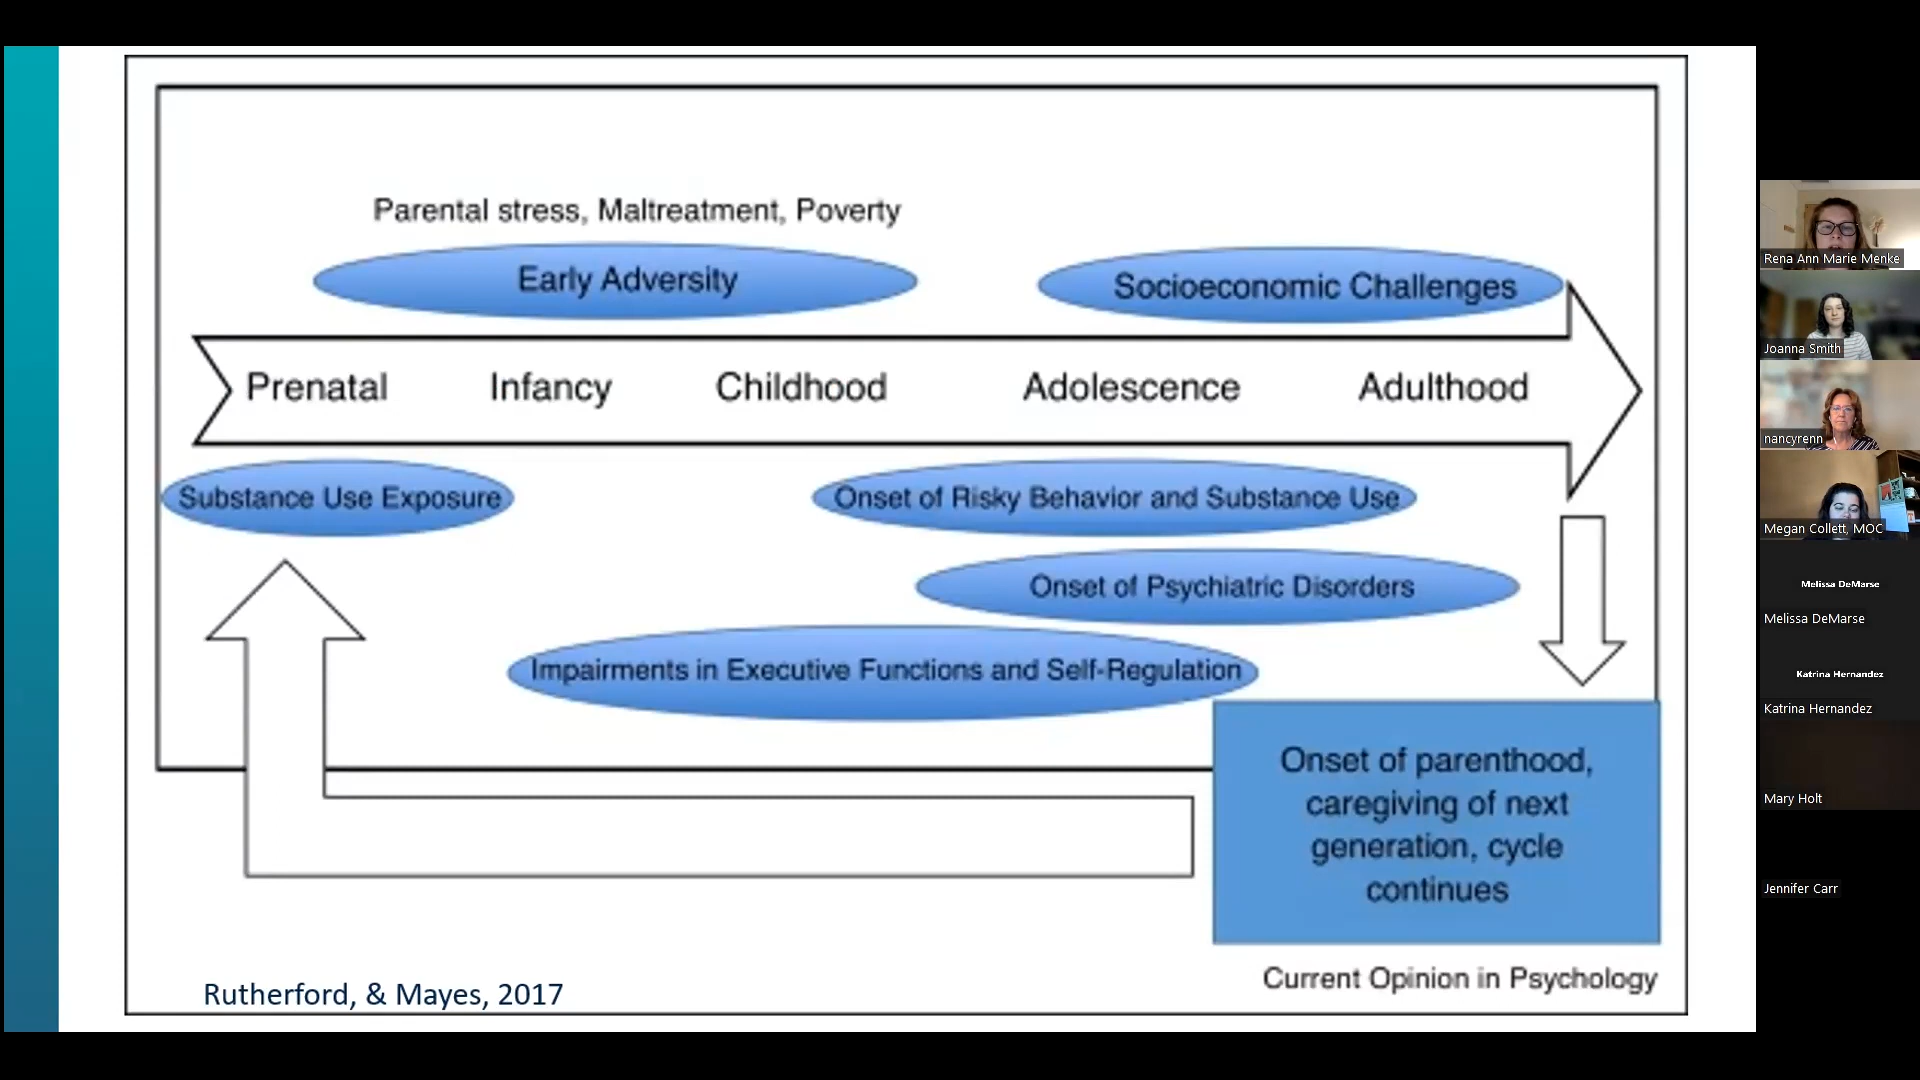 Parental stress, Maltreatment, Poverty
Early Adversity
Socioeconomic Challenges
Prenatal Infancy Childhood Adolescence Adulthood
Substance Use Exposure
Onset of Risky Behavior and Substance Use
Onset of Psychiatric Disorders
Impairments in Executive Functions and Self-Regulation
Onset of parenthood,
caregiving of next
generation, cycle
continues
Current Opinion in Psychology
Rutherford, & Mayes, 2017
Rena Ann Marie Menke
Joanna Smith
nancyrenn
Megan Collett, MOC
Melissa DeMarse
Melissa DeMarse
Katrina Hernandez
Katrina Hernandez
Mary Holt
Jennifer Carr